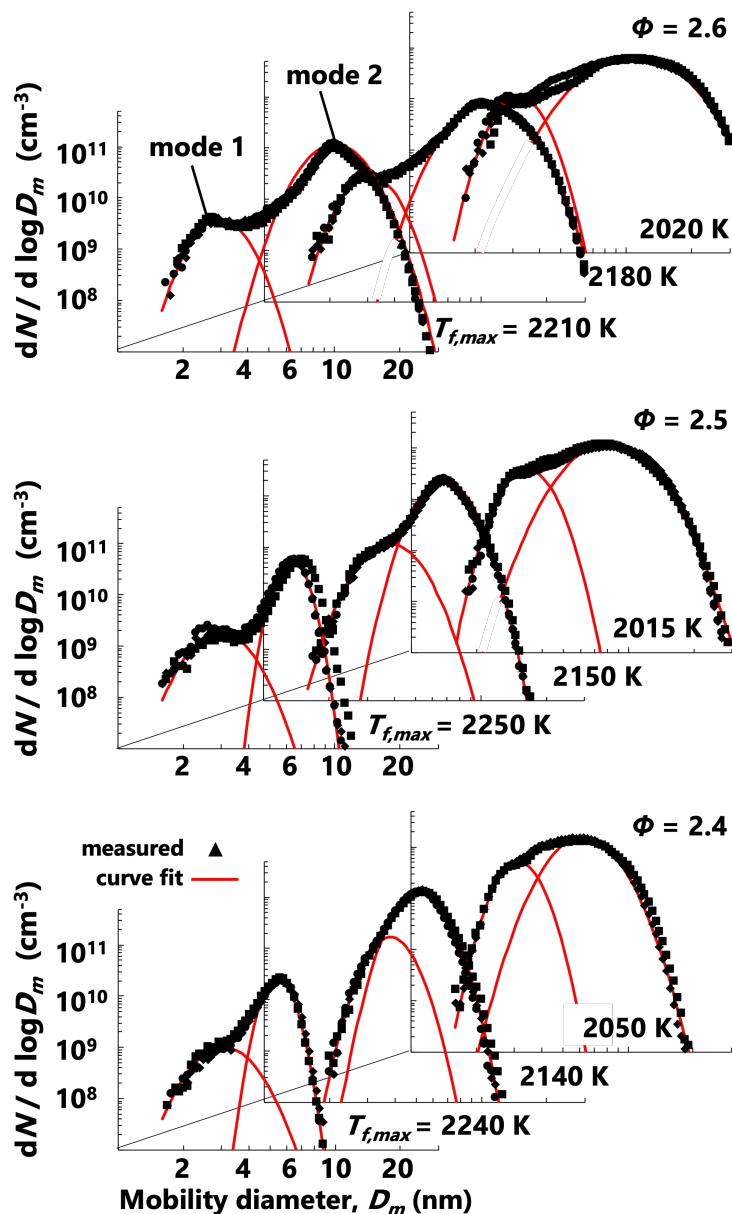 Φ = 2.6
mode 2
mode 1
dN / d logDm (cm-3)
10¹¹
10¹⁰
10⁹
10⁸
2020 K
2180 K
Tf,max = 2210 K
2 4 6 10 20
Φ = 2.5
dN / d logDm (cm-3)
10¹¹
10¹⁰
10⁹
10⁸
2015 K
2150 K
Tf,max = 2250 K
2 4 6 10 20
Φ = 2.4
measured
curve fit
dN / d logDm (cm-3)
10¹¹
10¹⁰
10⁹
10⁸
2050 K
2140 K
Tf,max = 2240 K
2 4 6 10 20
Mobility diameter, Dm (nm)